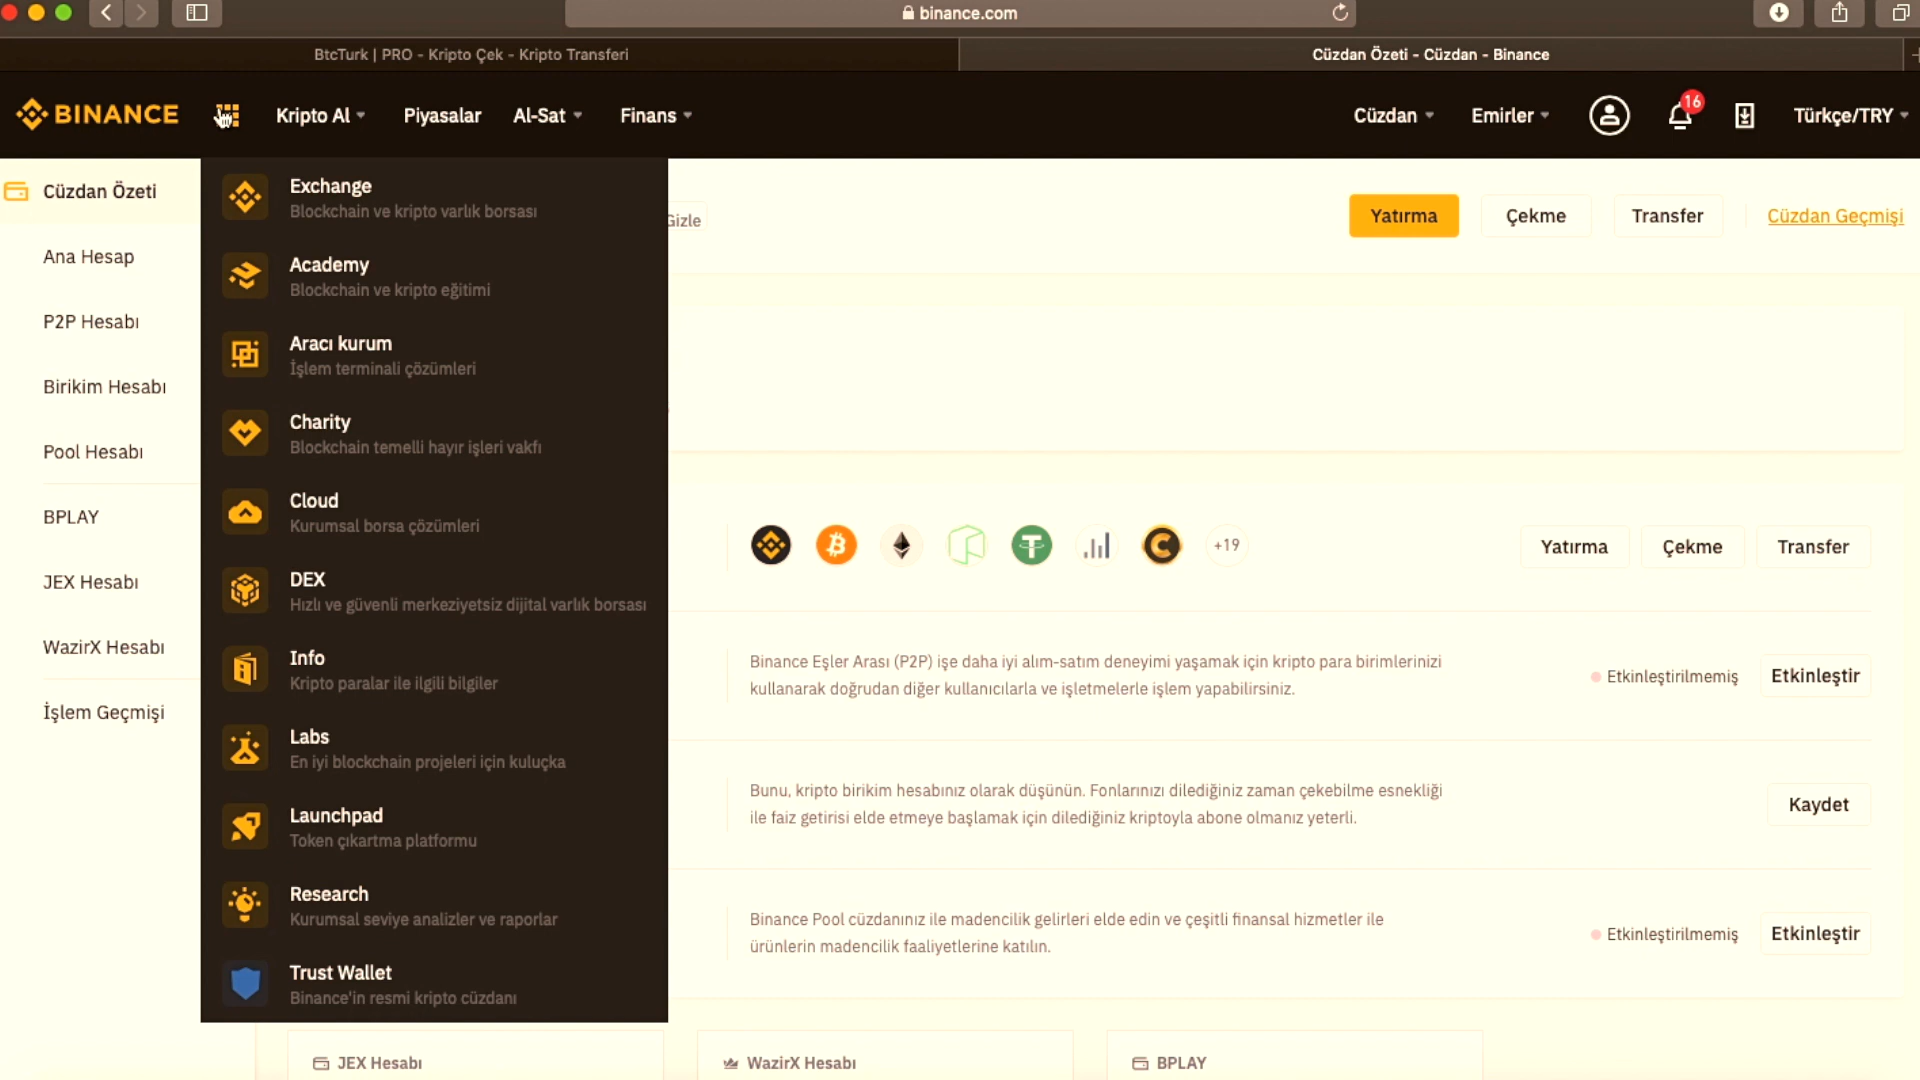 binance.com
BtcTurk | PRO - Kripto Çek - Kripto Transferi
Cüzdan Özeti - Cüzdan - Binance
BINANCE
Kripto Al
Piyasalar
Al-Sat
Finans
Cüzdan
Emirler
16
Türkçe/TRY
Cüzdan Özeti
Ana Hesap
P2P Hesabı
Birikim Hesabı
Pool Hesabı
BPLAY
JEX Hesabı
WazirX Hesabı
İşlem Geçmişi
Exchange
Blockchain ve kripto varlık borsası
Academy
Blockchain ve kripto eğitimi
Aracı kurum
İşlem terminali çözümleri
Charity
Blockchain temelli hayır işleri vakfı
Cloud
Kurumsal borsa çözümleri
DEX
Hızlı ve güvenli merkeziyetsiz dijital varlık borsası
Info
Kripto paralar ile ilgili bilgiler
Labs
En iyi blockchain projeleri için kuluçka
Launchpad
Token çıkartma platformu
Research
Kurumsal seviye analizler ve raporlar
Trust Wallet
Binance'in resmi kripto cüzdanı
Gizle
Yatırma
Çekme
Transfer
Cüzdan Geçmişi
+19
Yatırma
Çekme
Transfer
Binance Eşler Arası (P2P) işe daha iyi alım-satım deneyimi yaşamak için kripto para birimlerinizi
kullanarak doğrudan diğer kullanıcılarla ve işletmelerle işlem yapabilirsiniz.
Etkinleştirilmemiş
Etkinleştir
Bunu, kripto birikim hesabınız olarak düşünün. Fonlarınızı dilediğiniz zaman çekebilme esnekliği
ile faiz getirisi elde etmeye başlamak için dilediğiniz kriptoyla abone olmanız yeterli.
Kaydet
Binance Pool cüzdanınız ile madencilik gelirleri elde edin ve çeşitli finansal hizmetler ile
ürünlerin madencilik faaliyetlerine katılın.
Etkinleştirilmemiş
Etkinleştir
JEX Hesabı
WazirX Hesabı
BPLAY